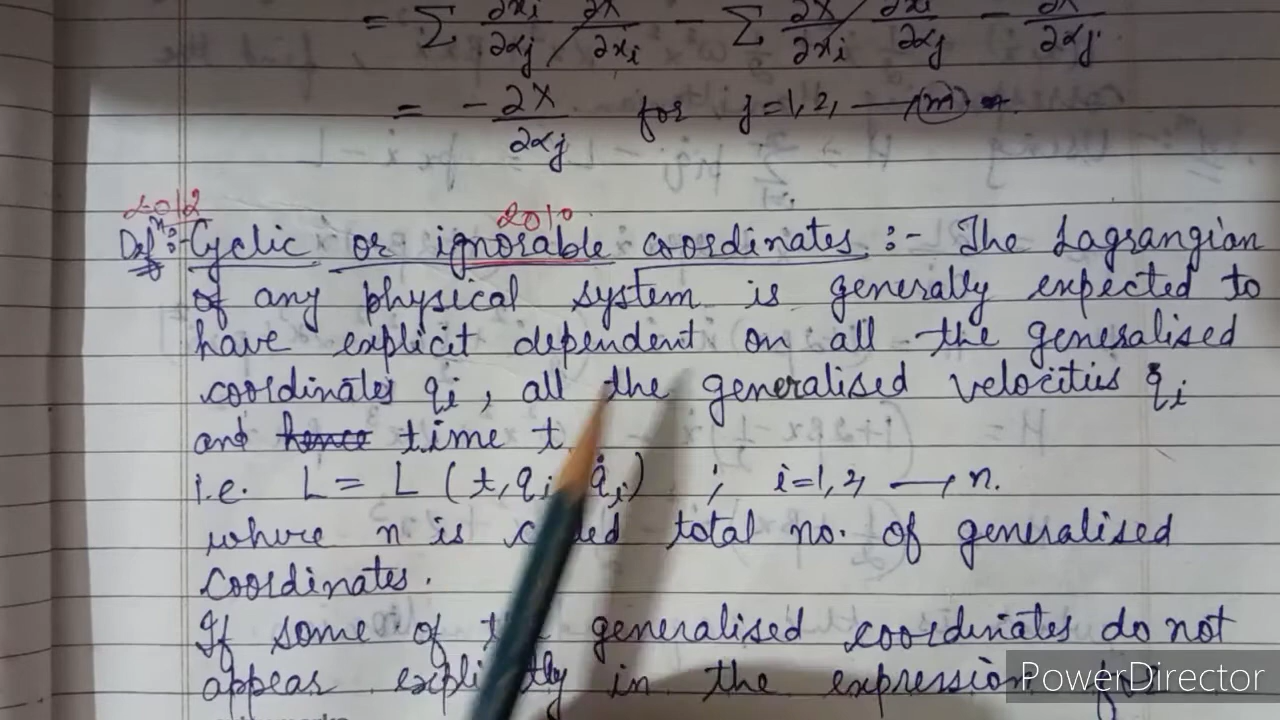 = Σ ∂xi/∂αj ∂X/∂xi - Σ ∂X/∂xi ∂xi/∂αj - ∂X/∂αj
= -∂X/∂αj for j=1,2, — m
2012
2010
Defn:- Cyclic or ignorable coordinates :- The Lagrangian
of any physical system is generally expected to
have explicit dependent on all the generalised
coordinates qi, all the generalised velocities q̇i
and hence time t
i.e. L = L (t, qi, q̇i) ; i=1,2, — n.
where n is called total no. of generalised
coordinates.
If some of the generalised coordinates do not
appear explicitly in the expression for
PowerDirector